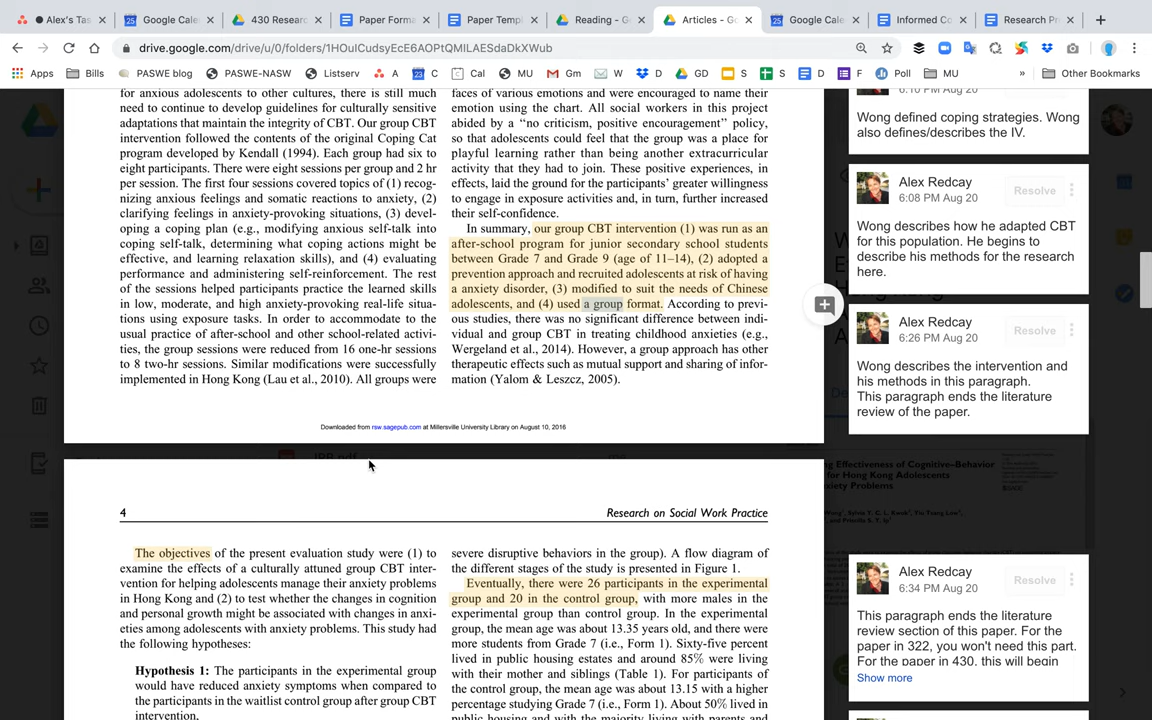 Alex's Ta
Google Cale
430 Resear
Paper Forma
Paper Templ
Reading - G
Articles - Go
Google Cale
Informed Co
Research Pr
drive.google.com/drive/u/0/folders/1HOuICudsyEcE6AOPtQMILAESdaDkXWub
Apps
Bills
PASWE blog
PASWE-NASW
Listserv
A
C
Cal
MU
Gm
W
D
GD
S
S
D
F
Poll
MU
»
Other Bookmarks
for anxious adolescents to other cultures, there is still much
need to continue to develop guidelines for culturally sensitive
adaptations that maintain the integrity of CBT. Our group CBT
intervention followed the contents of the original Coping Cat
program developed by Kendall (1994). Each group had six to
eight participants. There were eight sessions per group and 2 hr
per session. The first four sessions covered topics of (1) recog-
nizing anxious feelings and somatic reactions to anxiety, (2)
clarifying feelings in anxiety-provoking situations, (3) devel-
oping a coping plan (e.g., modifying anxious self-talk into
coping self-talk, determining what coping actions might be
effective, and learning relaxation skills), and (4) evaluating
performance and administering self-reinforcement. The rest
of the sessions helped participants practice the learned skills
in low, moderate, and high anxiety-provoking real-life situa-
tions using exposure tasks. In order to accommodate to the
usual practice of after-school and other school-related activi-
ties, the group sessions were reduced from 16 one-hr sessions
to 8 two-hr sessions. Similar modifications were successfully
implemented in Hong Kong (Lau et al., 2010). All groups were
faces of various emotions and were encouraged to name their
emotion using the chart. All social workers in this project
abided by a "no criticism, positive encouragement" policy,
so that adolescents could feel that the group was a place for
playful learning rather than being another extracurricular
activity that they had to join. These positive experiences, in
effects, laid the ground for the participants' greater willingness
to engage in exposure activities and, in turn, further increased
their self-confidence.
In summary, our group CBT intervention (1) was run as an
after-school program for junior secondary school students
between Grade 7 and Grade 9 (age of 11–14), (2) adopted a
prevention approach and recruited adolescents at risk of having
a anxiety disorder, (3) modified to suit the needs of Chinese
adolescents, and (4) used a group format. According to previ-
ous studies, there was no significant difference between indi-
vidual and group CBT in treating childhood anxieties (e.g.,
Wergeland et al., 2014). However, a group approach has other
therapeutic effects such as mutual support and sharing of infor-
mation (Yalom & Leszcz, 2005).
Downloaded from rsw.sagepub.com at Millersville University Library on August 10, 2016
4
Research on Social Work Practice
The objectives of the present evaluation study were (1) to
examine the effects of a culturally attuned group CBT inter-
vention for helping adolescents manage their anxiety problems
in Hong Kong and (2) to test whether the changes in cognition
and personal growth might be associated with changes in anxi-
eties among adolescents with anxiety problems. This study had
the following hypotheses:
Hypothesis 1: The participants in the experimental group
would have reduced anxiety symptoms when compared to
the participants in the waitlist control group after group CBT
intervention.
severe disruptive behaviors in the group). A flow diagram of
the different stages of the study is presented in Figure 1.
Eventually, there were 26 participants in the experimental
group and 20 in the control group, with more males in the
experimental group than control group. In the experimental
group, the mean age was about 13.35 years old, and there were
more students from Grade 7 (i.e., Form 1). Sixty-five percent
lived in public housing estates and around 85% were living
with their mother and siblings (Table 1). For participants of
the control group, the mean age was about 13.15 with a higher
percentage studying Grade 7 (i.e., Form 1). About 50% lived in
public housing and with the majority living with parents and
6:10 PM Aug 20
Wong defined coping strategies. Wong
also defines/describes the IV.
Alex Redcay
6:08 PM Aug 20
Resolve
Wong describes how he adapted CBT
for this population. He begins to
describe his methods for the research
here.
Alex Redcay
6:26 PM Aug 20
Resolve
Wong describes the intervention and
his methods in this paragraph.
This paragraph ends the literature
review of the paper.
Alex Redcay
6:34 PM Aug 20
Resolve
This paragraph ends the literature
review section of this paper. For the
paper in 322, you won't need this part.
For the paper in 430, this will begin
Show more